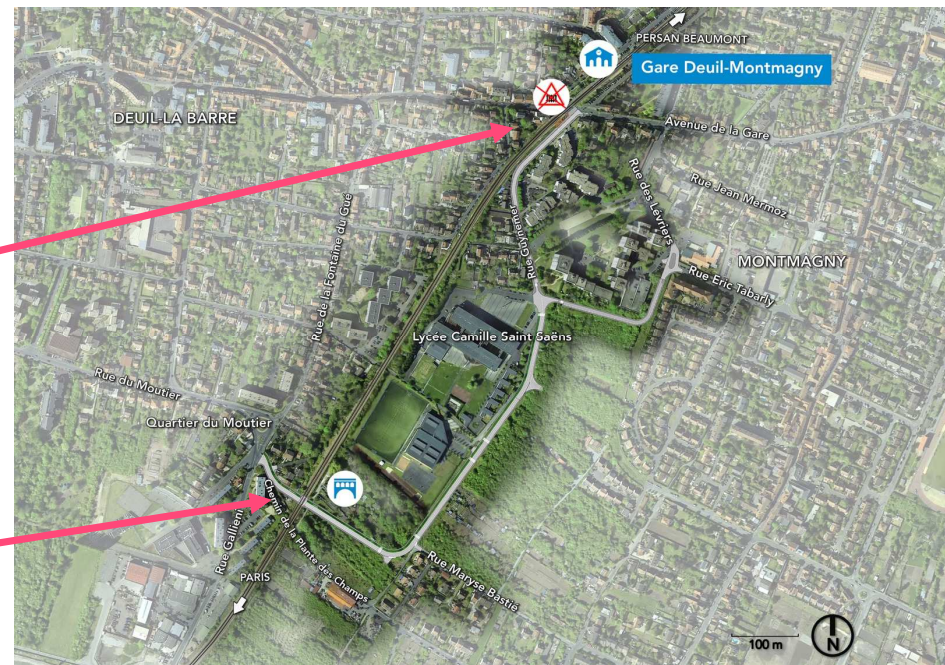 PERSAN BEAUMONT
Gare Deuil-Montmagny
DEUIL-LA BARRE
Avenue de la Gare
Rue Jean Mermoz
Rue des Lévriers
Rue Guynemer
Rue de la Fontaine du Gué
MONTMAGNY
Rue Eric Tabarly
Lycée Camille Saint Saëns
Rue du Moutier
Quartier du Moutier
Chemin de la Plante des Champs
Rue Gallieni
Rue Maryse Bastié
PARIS
100 m
N